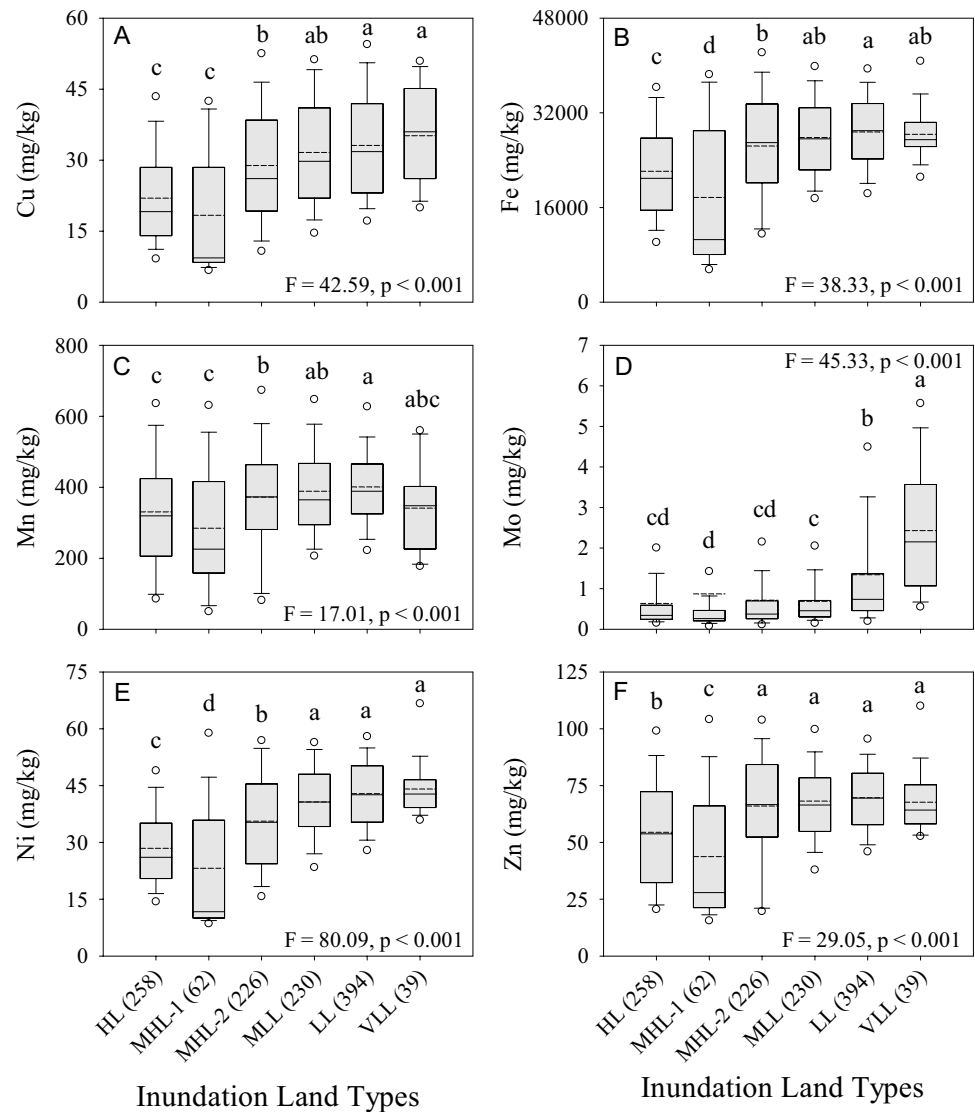 A
60
45
30
15
0
Cu (mg/kg)
c c b ab a a
F = 42.59, p < 0.001
B
48000
32000
16000
0
Fe (mg/kg)
c d b ab a ab
F = 38.33, p < 0.001
C
800
600
400
200
0
Mn (mg/kg)
c c b ab a abc
F = 17.01, p < 0.001
D
7
6
5
4
3
2
1
0
Mo (mg/kg)
F = 45.33, p < 0.001
cd d cd c b a
E
75
60
45
30
15
0
Ni (mg/kg)
c d b a a a
F = 80.09, p < 0.001
HL (258)
MHL-1 (62)
MHL-2 (226)
MLL (230)
LL (394)
VLL (39)
Inundation Land Types
F
125
100
75
50
25
0
Zn (mg/kg)
b c a a a a
F = 29.05, p < 0.001
HL (258)
MHL-1 (62)
MHL-2 (226)
MLL (230)
LL (394)
VLL (39)
Inundation Land Types